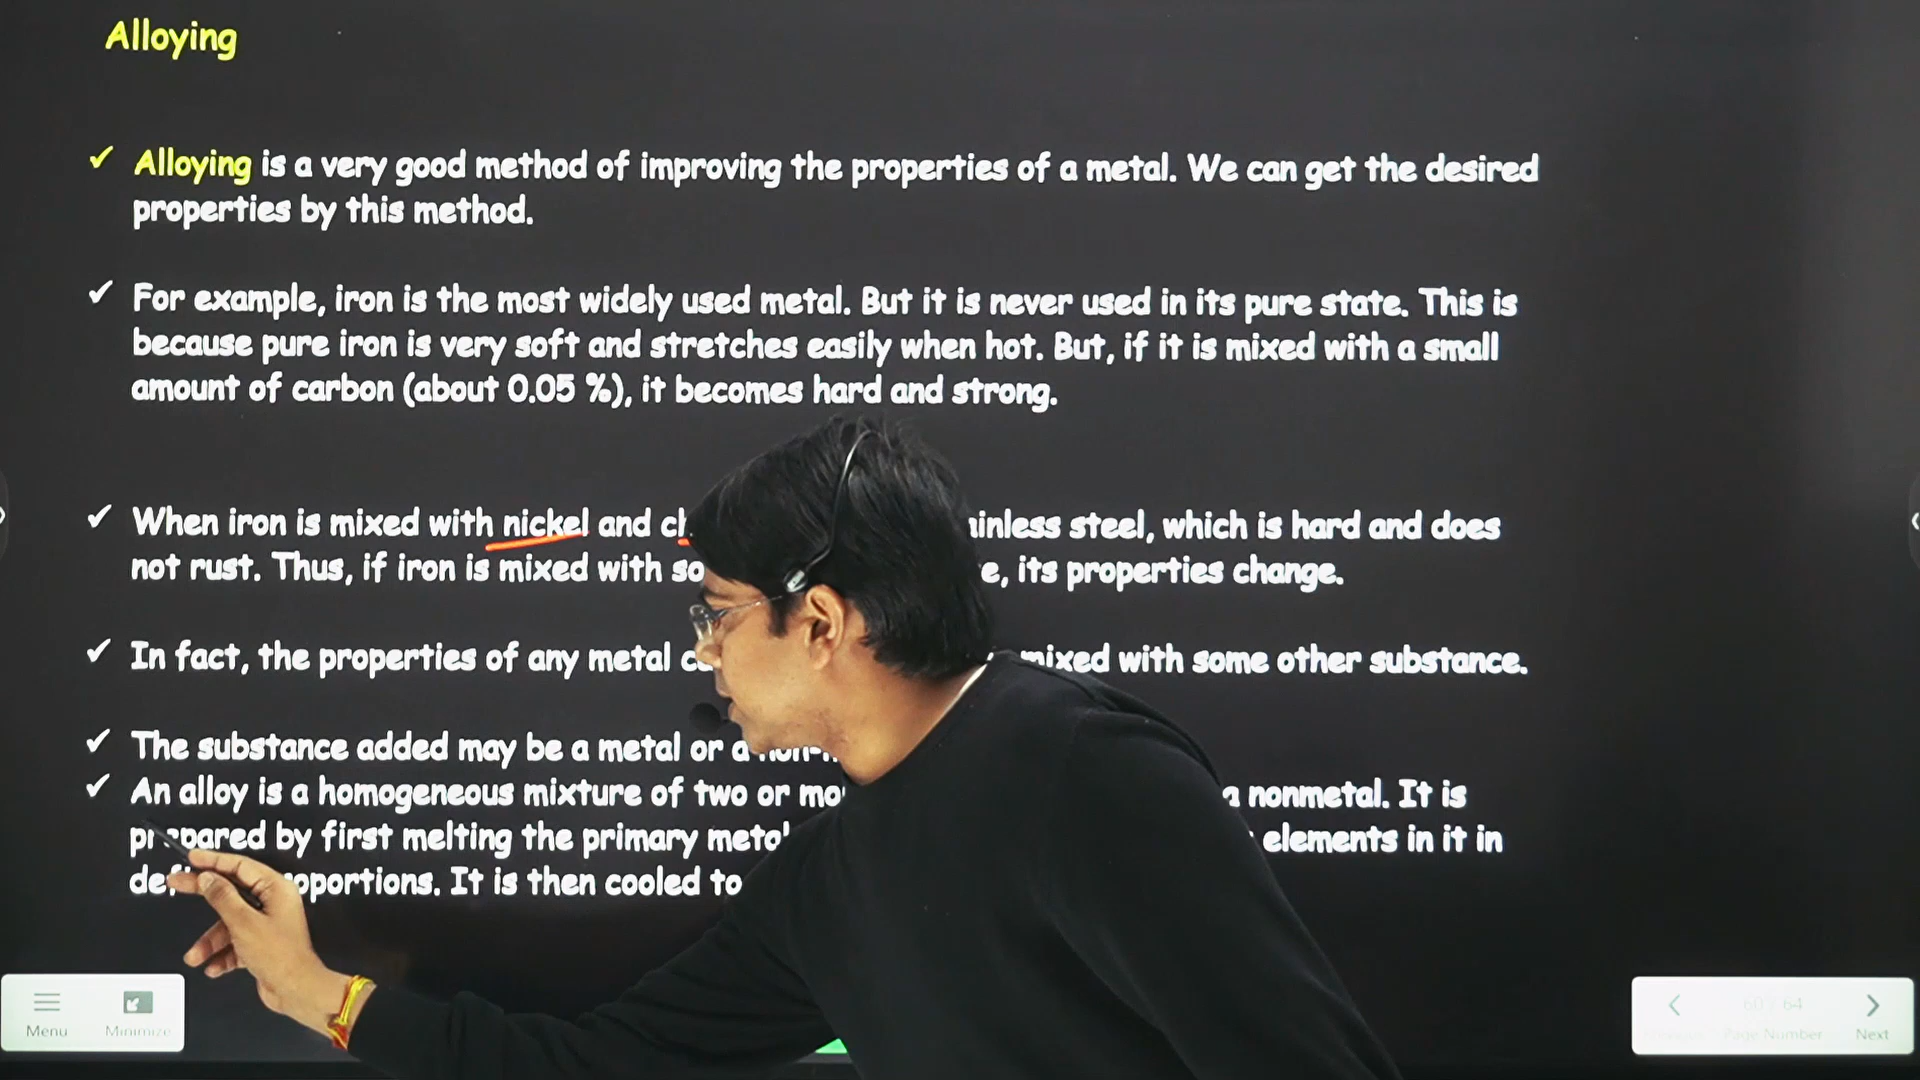 Alloying
✓ Alloying is a very good method of improving the properties of a metal. We can get the desired
properties by this method.
✓ For example, iron is the most widely used metal. But it is never used in its pure state. This is
because pure iron is very soft and stretches easily when hot. But, if it is mixed with a small
amount of carbon (about 0.05 %), it becomes hard and strong.
✓ When iron is mixed with nickel and steel, which is hard and does
not rust. Thus, if iron is mixed with its properties change.
✓ In fact, the properties of any metal mixed with some other substance.
✓ The substance added may be a metal or a
✓ An alloy is a homogeneous mixture of two or a nonmetal. It is
prepared by first melting the primary elements in it in
It is then cooled to
Menu Minimize
60 / 64
Page Number Next